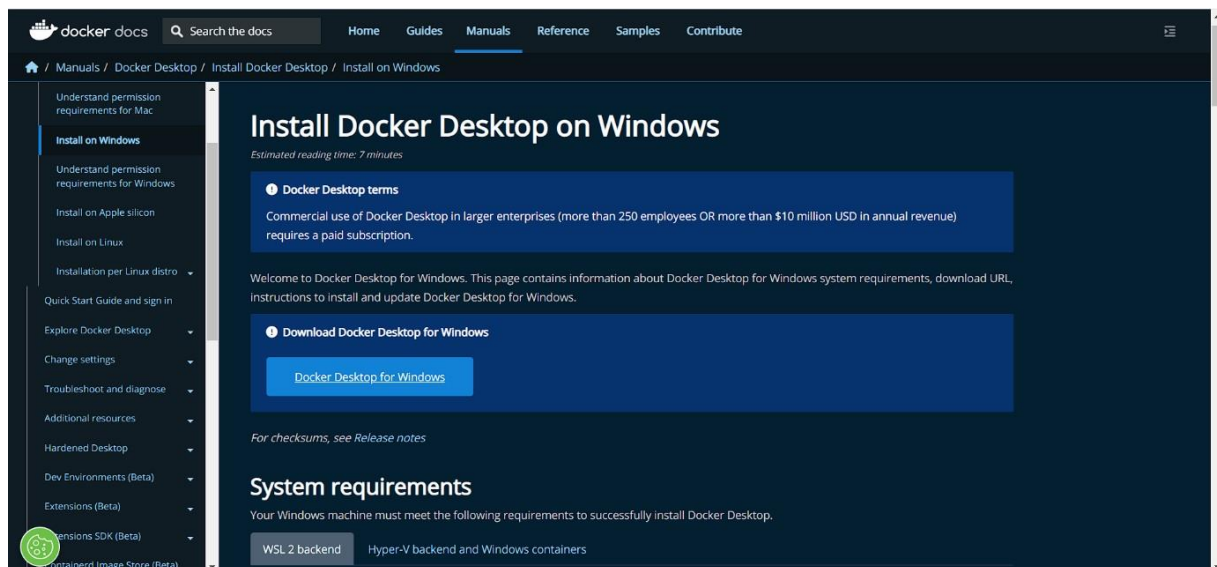 docker docs
Search the docs
Home Guides Manuals Reference Samples Contribute
/ Manuals / Docker Desktop / Install Docker Desktop / Install on Windows
Understand permission
requirements for Mac
Install on Windows
Understand permission
requirements for Windows
Install on Apple silicon
Install on Linux
Installation per Linux distro
Quick Start Guide and sign in
Explore Docker Desktop
Change settings
Troubleshoot and diagnose
Additional resources
Hardened Desktop
Dev Environments (Beta)
Extensions (Beta)
tensions SDK (Beta)
ntainerd Image Store (Beta)
Install Docker Desktop on Windows
Estimated reading time: 7 minutes
Docker Desktop terms
Commercial use of Docker Desktop in larger enterprises (more than 250 employees OR more than $10 million USD in annual revenue)
requires a paid subscription.
Welcome to Docker Desktop for Windows. This page contains information about Docker Desktop for Windows system requirements, download URL,
instructions to install and update Docker Desktop for Windows.
Download Docker Desktop for Windows
Docker Desktop for Windows
For checksums, see Release notes
System requirements
Your Windows machine must meet the following requirements to successfully install Docker Desktop.
WSL 2 backend
Hyper-V backend and Windows containers